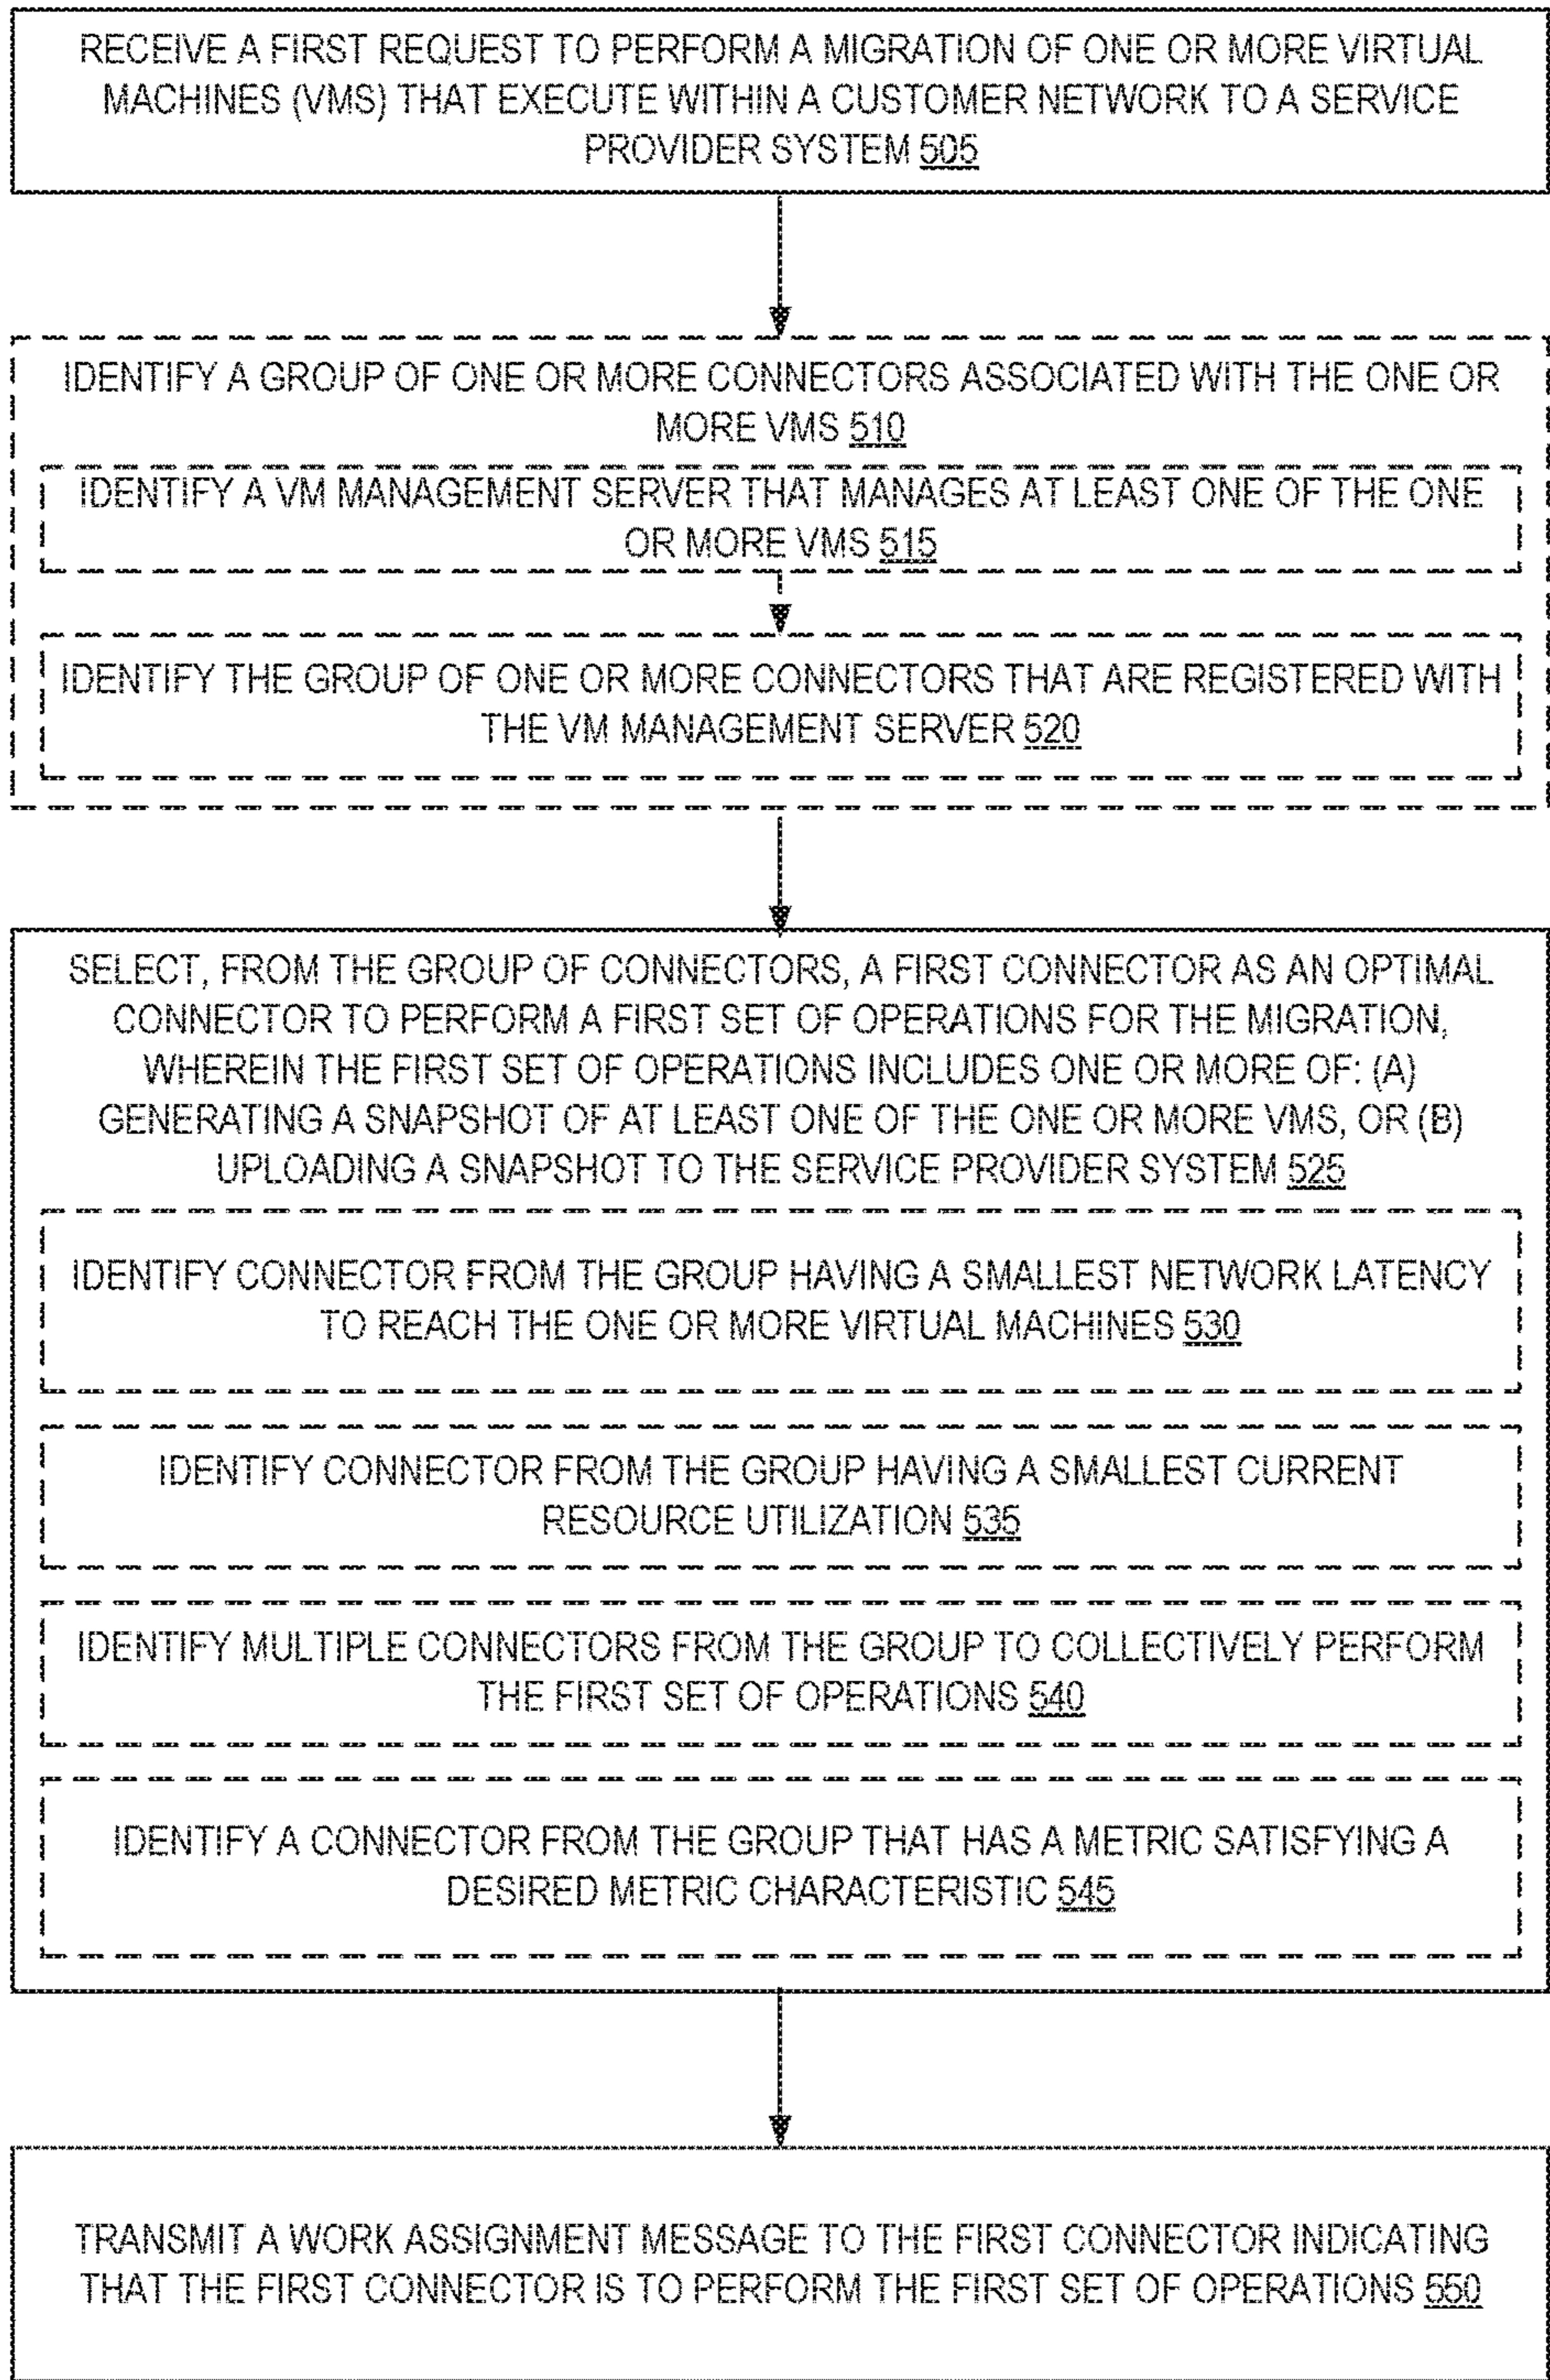 RECEIVE A FIRST REQUEST TO PERFORM A MIGRATION OF ONE OR MORE VIRTUAL
MACHINES (VMS) THAT EXECUTE WITHIN A CUSTOMER NETWORK TO A SERVICE
PROVIDER SYSTEM 505
IDENTIFY A GROUP OF ONE OR MORE CONNECTORS ASSOCIATED WITH THE ONE OR
MORE VMS 510
IDENTIFY A VM MANAGEMENT SERVER THAT MANAGES AT LEAST ONE OF THE ONE
OR MORE VMS 515
IDENTIFY THE GROUP OF ONE OR MORE CONNECTORS THAT ARE REGISTERED WITH
THE VM MANAGEMENT SERVER 520
SELECT, FROM THE GROUP OF CONNECTORS, A FIRST CONNECTOR AS AN OPTIMAL
CONNECTOR TO PERFORM A FIRST SET OF OPERATIONS FOR THE MIGRATION,
WHEREIN THE FIRST SET OF OPERATIONS INCLUDES ONE OR MORE OF: (A)
GENERATING A SNAPSHOT OF AT LEAST ONE OF THE ONE OR MORE VMS, OR (B)
UPLOADING A SNAPSHOT TO THE SERVICE PROVIDER SYSTEM 525
IDENTIFY CONNECTOR FROM THE GROUP HAVING A SMALLEST NETWORK LATENCY
TO REACH THE ONE OR MORE VIRTUAL MACHINES 530
IDENTIFY CONNECTOR FROM THE GROUP HAVING A SMALLEST CURRENT
RESOURCE UTILIZATION 535
IDENTIFY MULTIPLE CONNECTORS FROM THE GROUP TO COLLECTIVELY PERFORM
THE FIRST SET OF OPERATIONS 540
IDENTIFY A CONNECTOR FROM THE GROUP THAT HAS A METRIC SATISFYING A
DESIRED METRIC CHARACTERISTIC 545
TRANSMIT A WORK ASSIGNMENT MESSAGE TO THE FIRST CONNECTOR INDICATING
THAT THE FIRST CONNECTOR IS TO PERFORM THE FIRST SET OF OPERATIONS 550